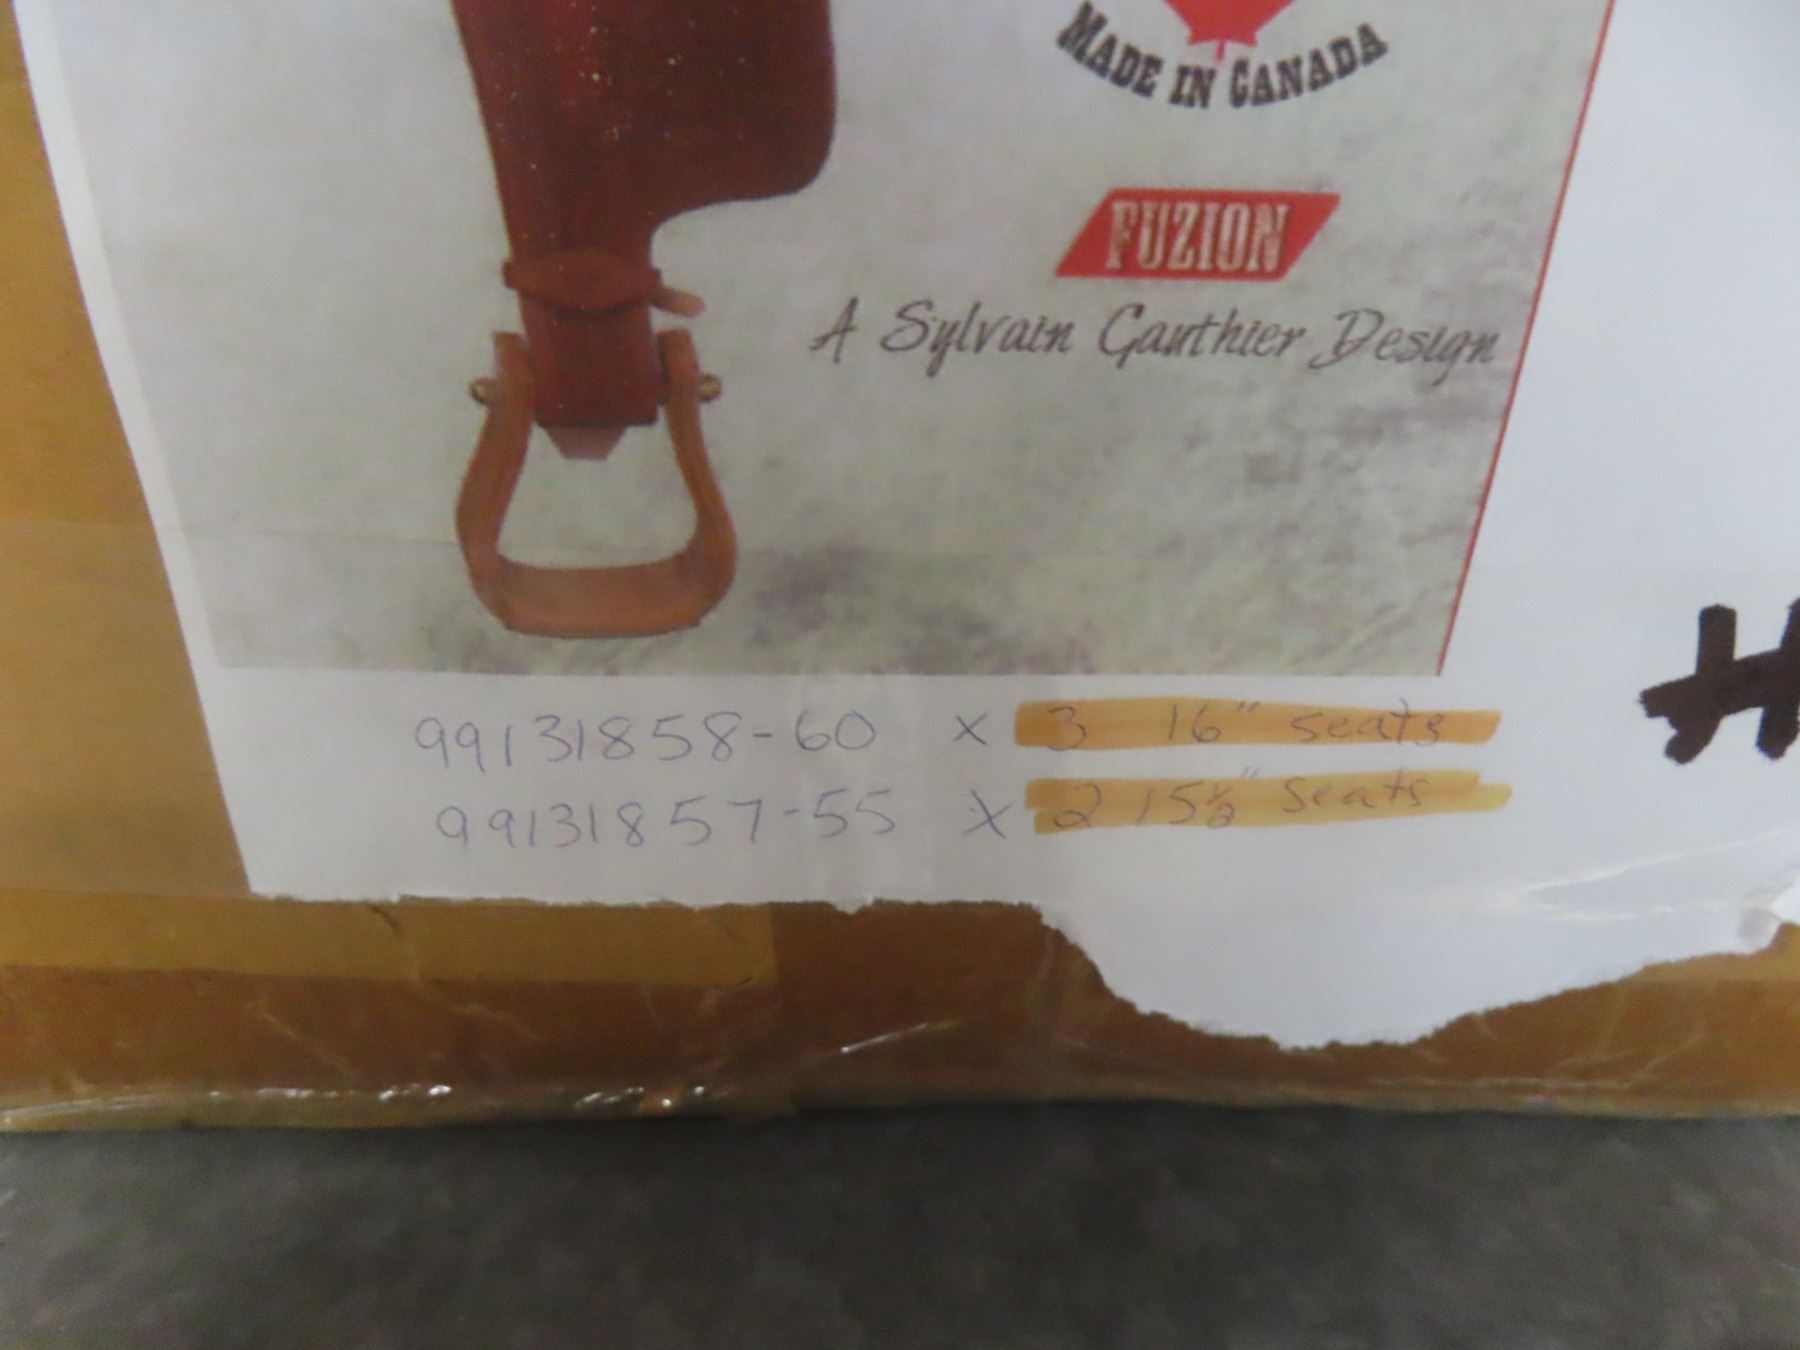 MADE IN CANADA
FUZION
A Sylvain Gauthier Design
99131858-60 x 3 16" seats
99131857-55 x 2 15½" seats
#